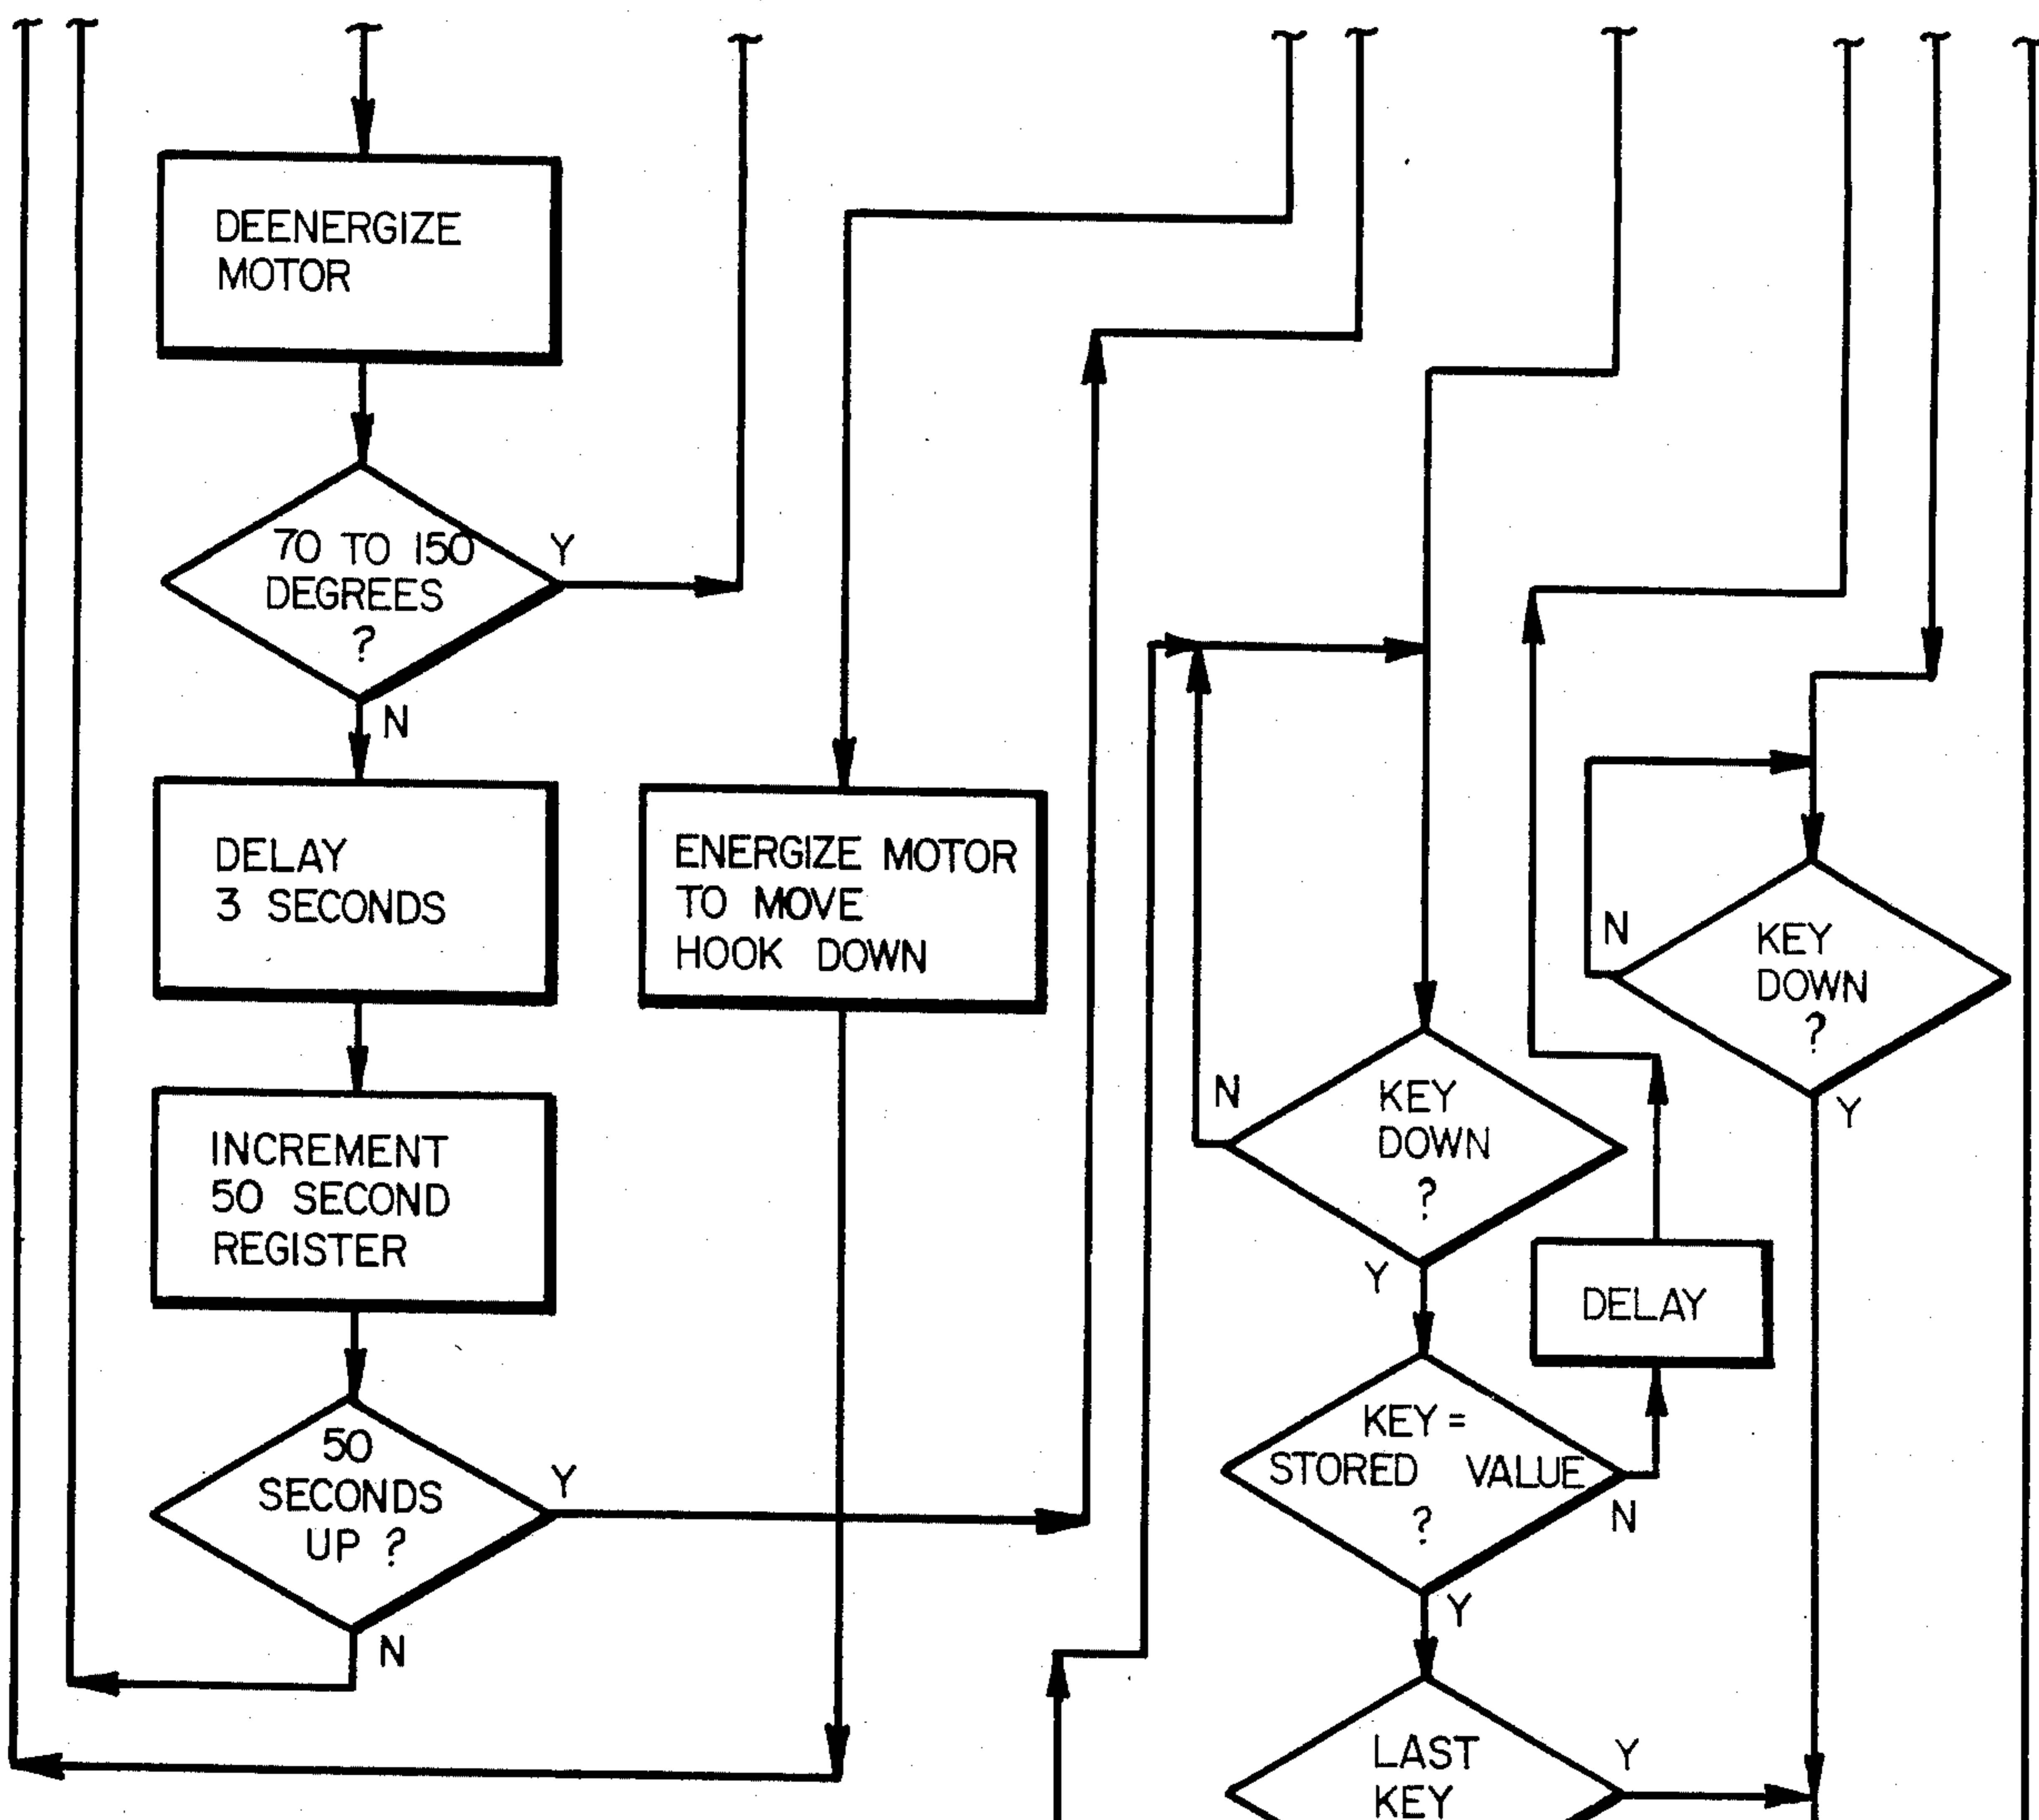 DEENERGIZE
MOTOR
70 TO 150
DEGREES
?
Y
N
DELAY
3 SECONDS
INCREMENT
50 SECOND
REGISTER
50
SECONDS
UP ?
Y
N
ENERGIZE MOTOR
TO MOVE
HOOK DOWN
KEY
DOWN
?
N
Y
KEY =
STORED VALUE
?
N
Y
DELAY
LAST
KEY
Y
KEY
DOWN
?
N
Y